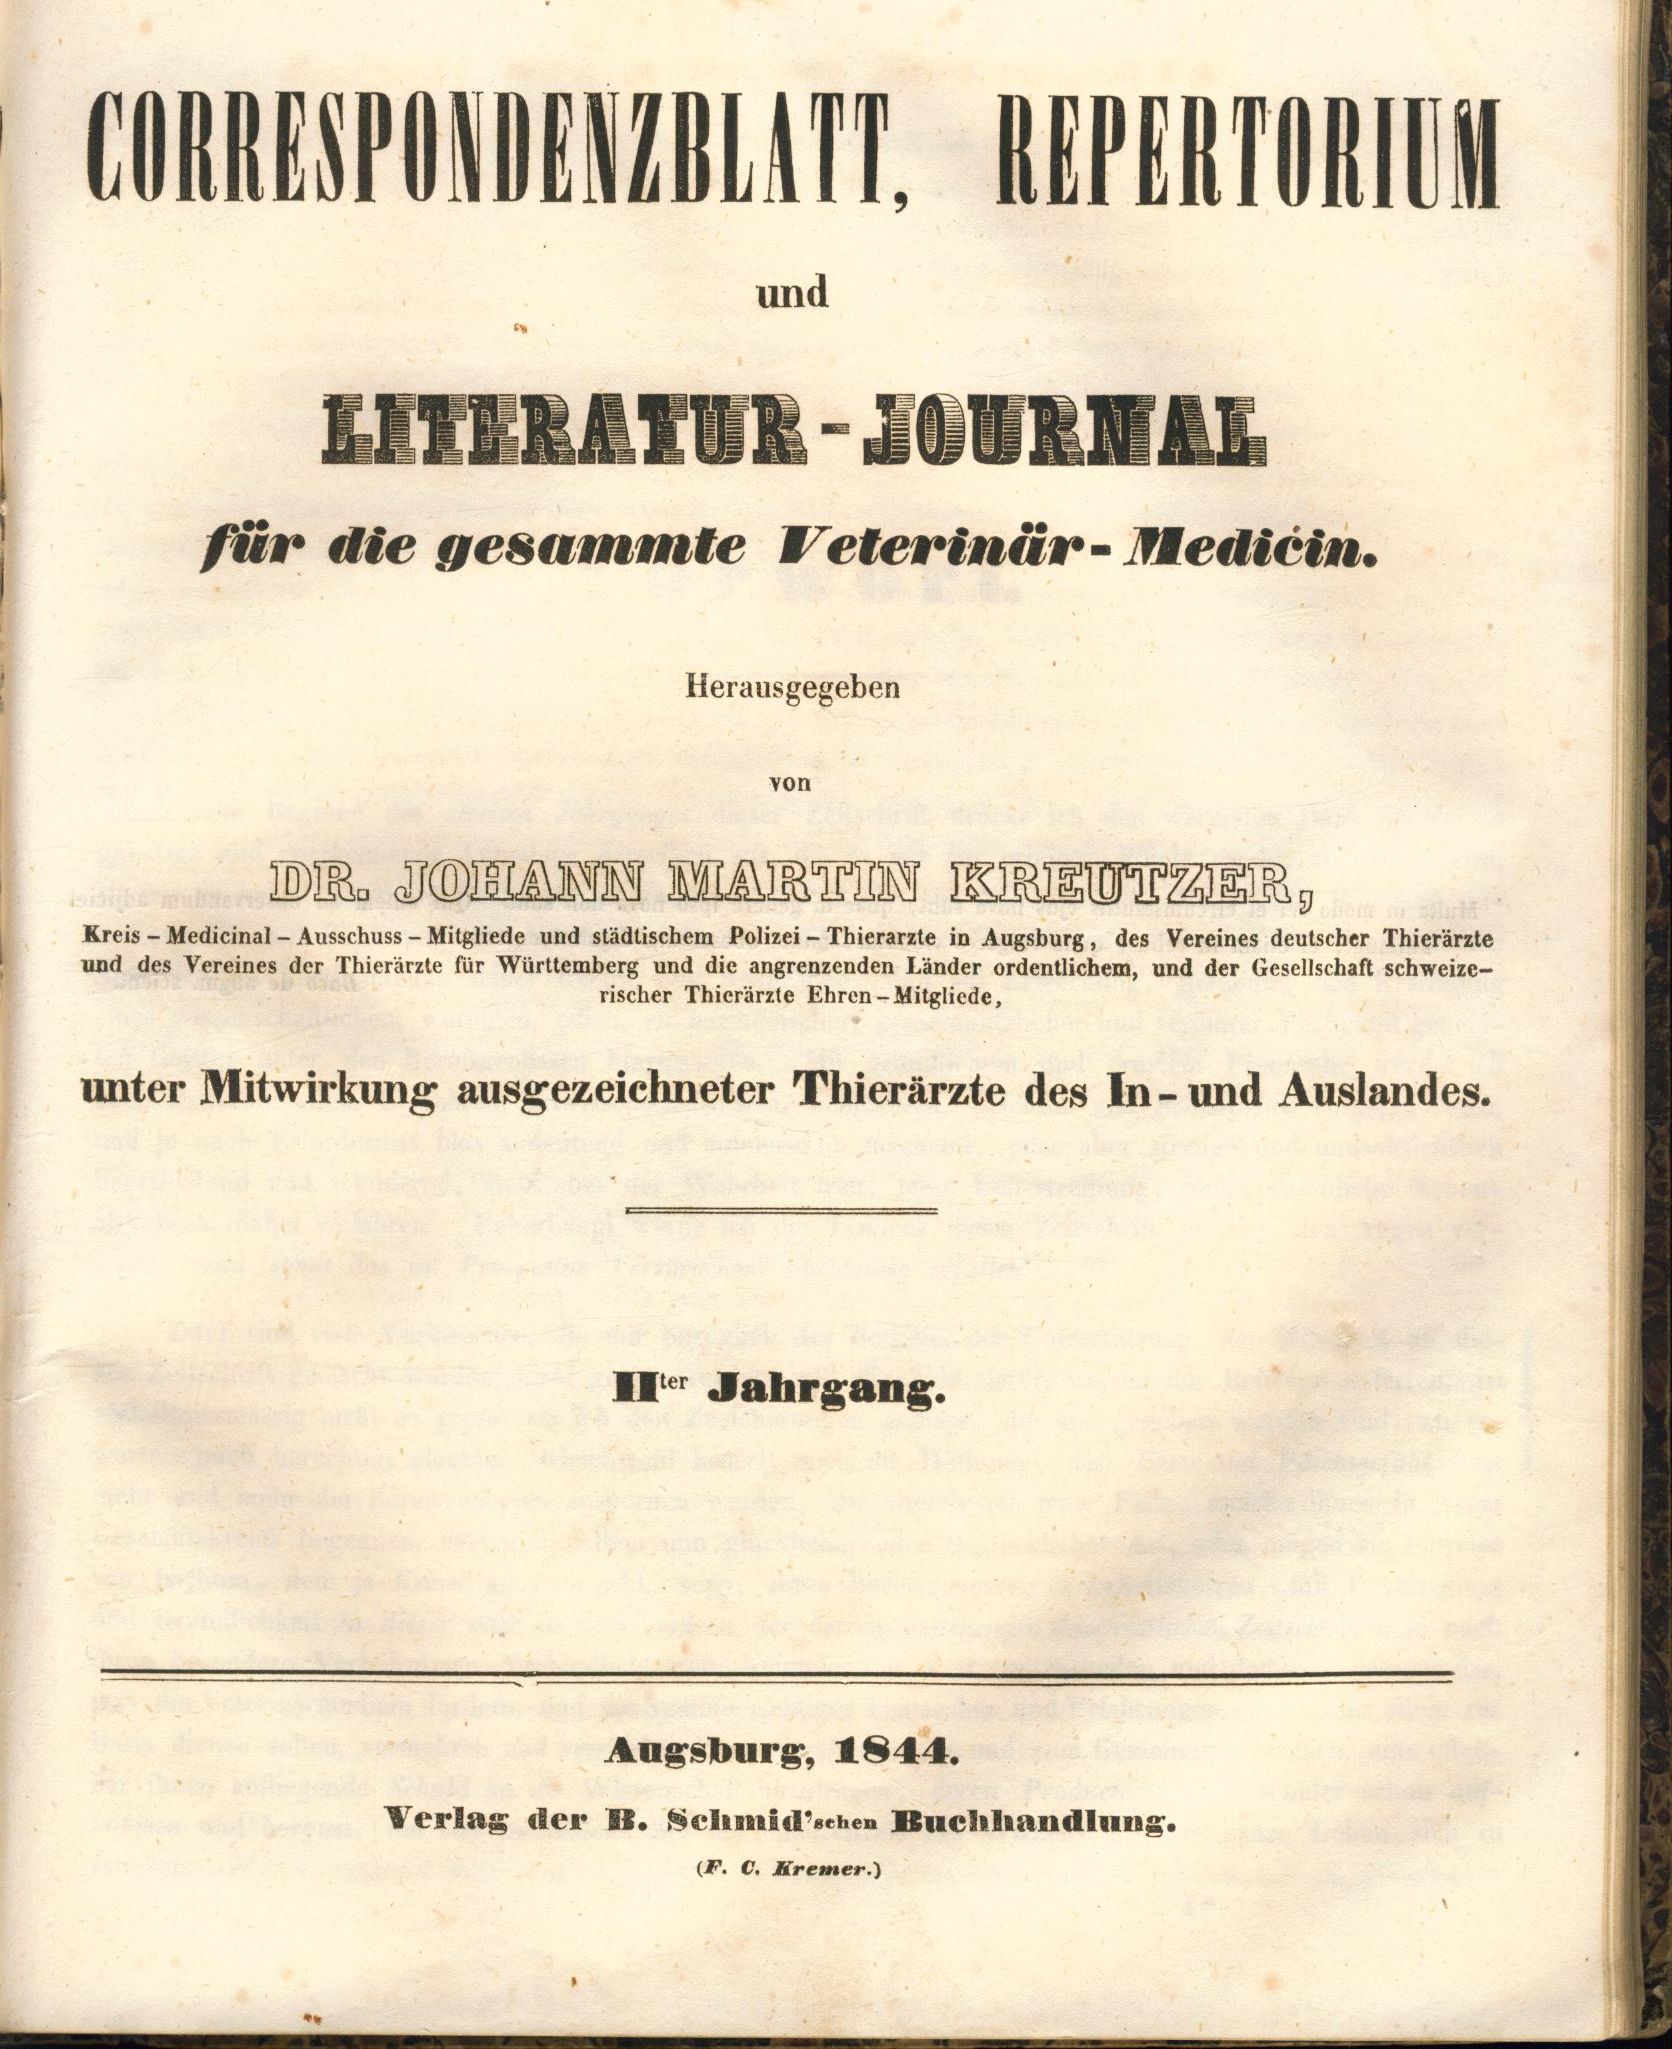 CORRESPONDENZBLATT, REPERTORIUM
und
LITERATUR-JOURNAL
für die gesammte Veterinär-Medicin.
Herausgegeben
von
DR. JOHANN MARTIN KREUTZER,
Kreis-Medicinal-Ausschuss-Mitgliede und städtischem Polizei-Thierarzte in Augsburg, des Vereines deutscher Thierärzte
und des Vereines der Thierärzte für Württemberg und die angrenzenden Länder ordentlichem, und der Gesellschaft schweize-
rischer Thierärzte Ehren-Mitgliede,
unter Mitwirkung ausgezeichneter Thierärzte des In- und Auslandes.
IIter Jahrgang.
Augsburg, 1844.
Verlag der B. Schmid'schen Buchhandlung.
(F. C. Kremer.)